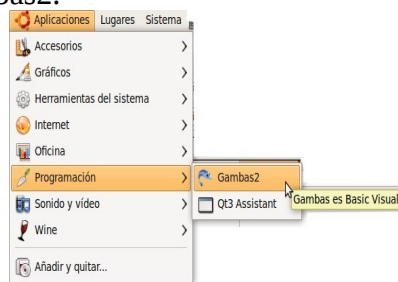 bas2:
Aplicaciones Lugares Sistema
Accesorios
Gráficos
Herramientas del sistema
Internet
Oficina
Programación
Sonido y vídeo
Wine
Añadir y quitar...
Gambas2
Qt3 Assistant
Gambas es Basic Visual